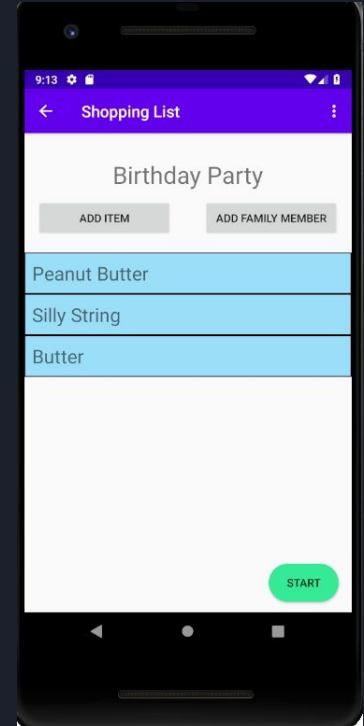 9:13
Shopping List
Birthday Party
ADD ITEM
ADD FAMILY MEMBER
Peanut Butter
Silly String
Butter
START